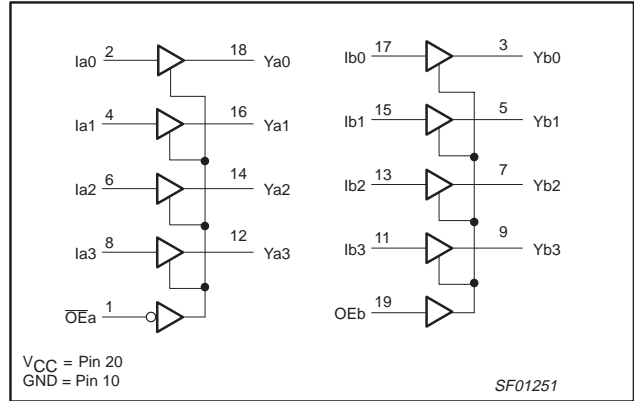 Ia0 2 18 Ya0
Ia1 4 16 Ya1
Ia2 6 14 Ya2
Ia3 8 12 Ya3
O̅E̅a 1
Ib0 17 3 Yb0
Ib1 15 5 Yb1
Ib2 13 7 Yb2
Ib3 11 9 Yb3
OEb 19
VCC = Pin 20
GND = Pin 10
SF01251